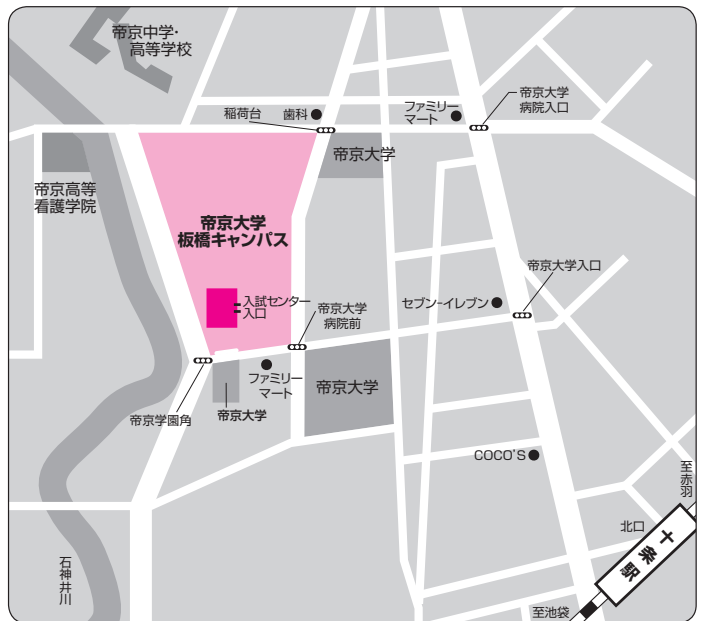 帝京中学・
高等学校
稲荷台
歯科
ファミリー
マート
帝京大学
病院入口
帝京大学
帝京高等
看護学院
帝京大学
板橋キャンパス
帝京大学入口
入試センター
入口
帝京大学
病院前
セブン-イレブン
ファミリー
マート
帝京大学
帝京学園角
帝京大学
COCO'S
至赤羽
北口
十条駅
石神井川
至池袋